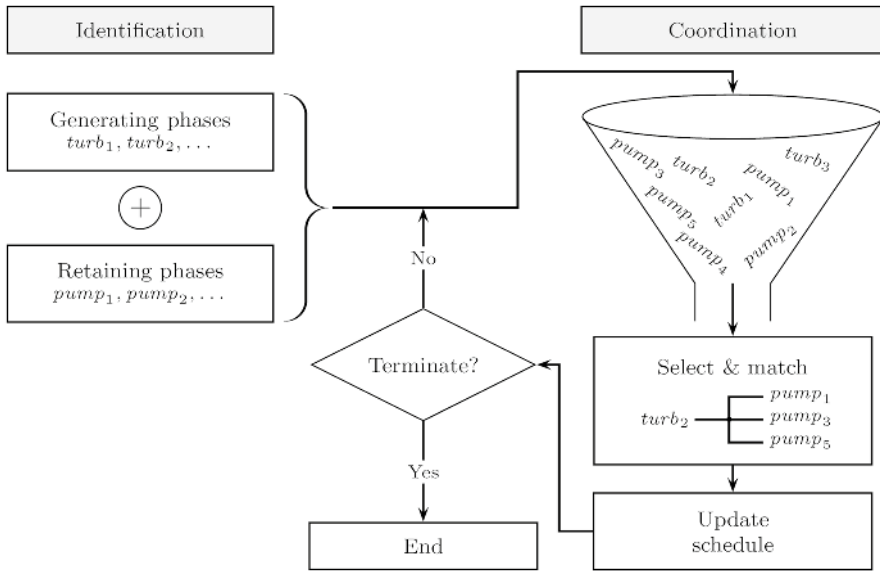 Identification
Coordination
Generating phases
turb₁, turb₂, . . .
+
Retaining phases
pump₁, pump₂, . . .
pump₃
turb₂
pump₁
turb₃
pump₅
turb₁
pump₄
pump₂
No
Terminate?
Yes
End
Select & match
turb₂
pump₁
pump₃
pump₅
Update
schedule